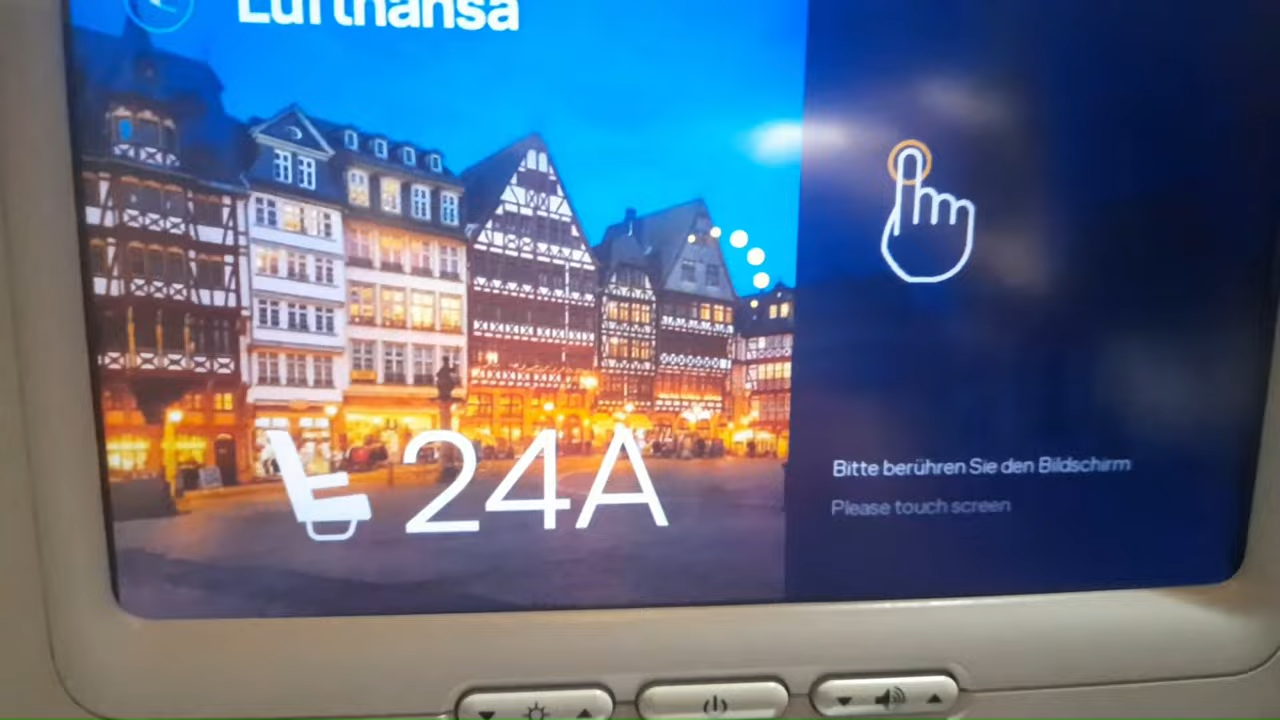 Lufthansa
24A
Bitte berühren Sie den Bildschirm
Please touch screen